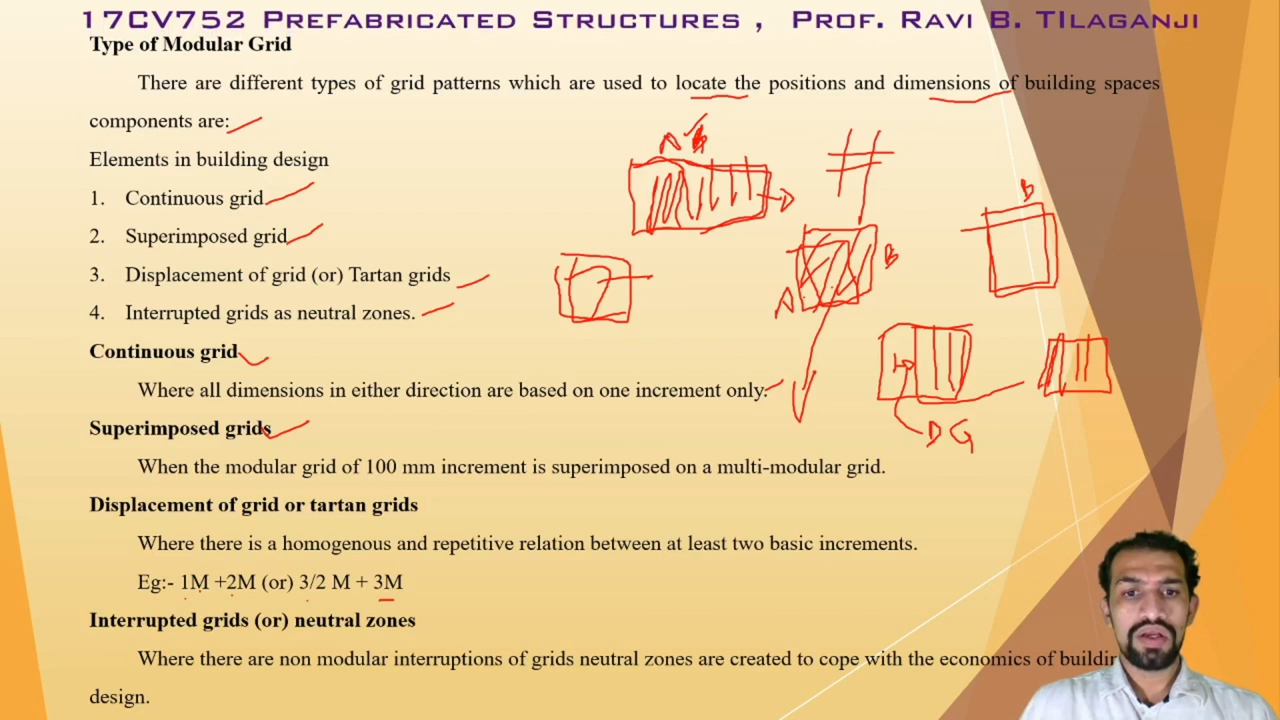 17CV752 Prefabricated Structures , Prof. Ravi B. TIlaganji
Type of Modular Grid
There are different types of grid patterns which are used to locate the positions and dimensions of building spaces
components are:
Elements in building design
1. Continuous grid
2. Superimposed grid
3. Displacement of grid (or) Tartan grids
4. Interrupted grids as neutral zones.
Continuous grid
Where all dimensions in either direction are based on one increment only.
Superimposed grids
When the modular grid of 100 mm increment is superimposed on a multi-modular grid.
Displacement of grid or tartan grids
Where there is a homogenous and repetitive relation between at least two basic increments.
Eg:- 1M +2M (or) 3/2 M + 3M
Interrupted grids (or) neutral zones
Where there are non modular interruptions of grids neutral zones are created to cope with the economics of
design.
A
B
B
D G